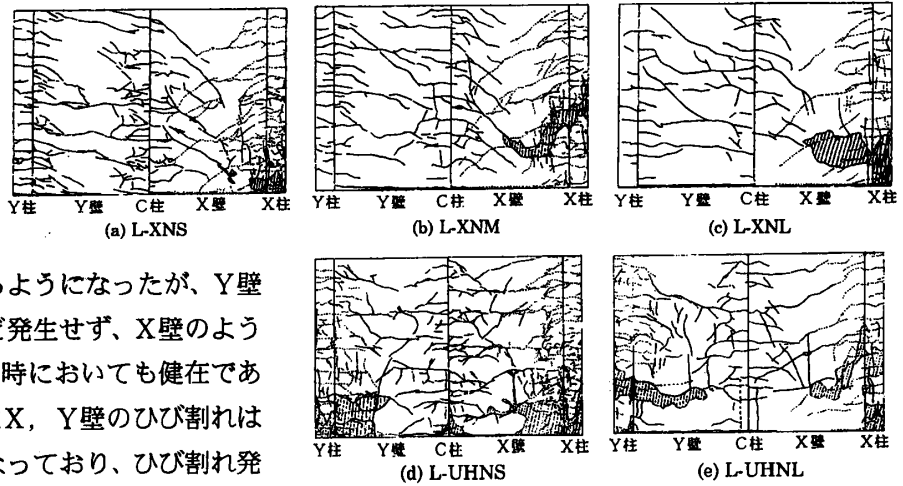 Y柱 Y壁 C柱 X壁 X柱
(a) L-XNS
Y柱 Y壁 C柱 X壁 X柱
(b) L-XNM
Y柱 Y壁 C柱 X壁 X柱
(c) L-XNL
るようになったが、Y壁
ど発生せず、X壁のよう
時においても健在であ
X，Y壁のひび割れは
なっており、ひび割れ発
Y柱 Y壁 C柱 X壁 X柱
(d) L-UHNS
Y柱 Y壁 C柱 X壁 X柱
(e) L-UHNL